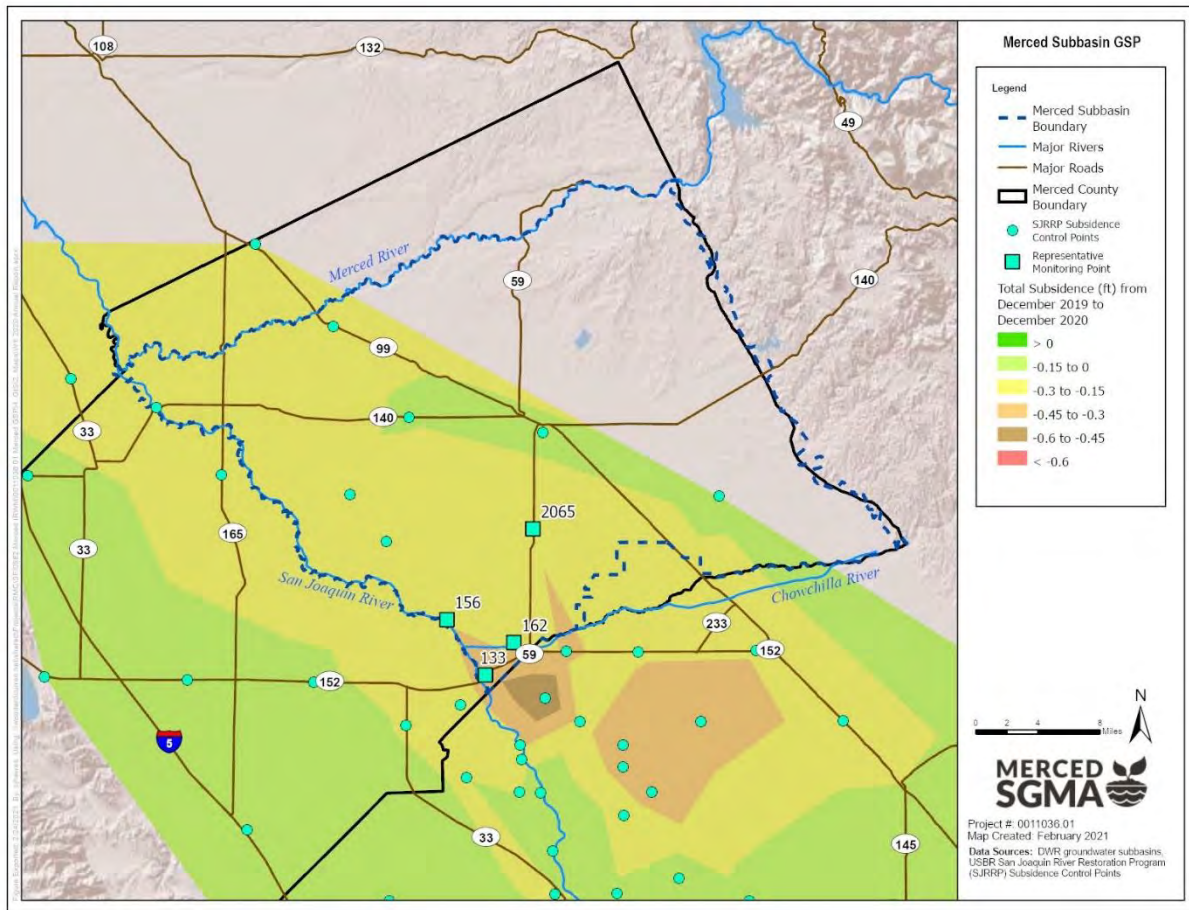 Merced Subbasin GSP
Legend
Merced Subbasin
Boundary
Major Rivers
Major Roads
Merced County
Boundary
SJRRP Subsidence
Control Points
Representative
Monitoring Point
Total Subsidence (ft) from
December 2019 to
December 2020
> 0
-0.15 to 0
-0.3 to -0.15
-0.45 to -0.3
-0.6 to -0.45
< -0.6
N
0 2 4 8
Miles
MERCED
SGMA
Project #: 0011036.01
Map Created: February 2021
Data Sources: DWR groundwater subbasins,
USBR San Joaquin River Restoration Program
(SJRRP) Subsidence Control Points
108
132
49
Merced River
59
140
99
140
33
2065
165
33
San Joaquin River
Chowchilla River
156
162
233
59
152
133
152
5
33
145